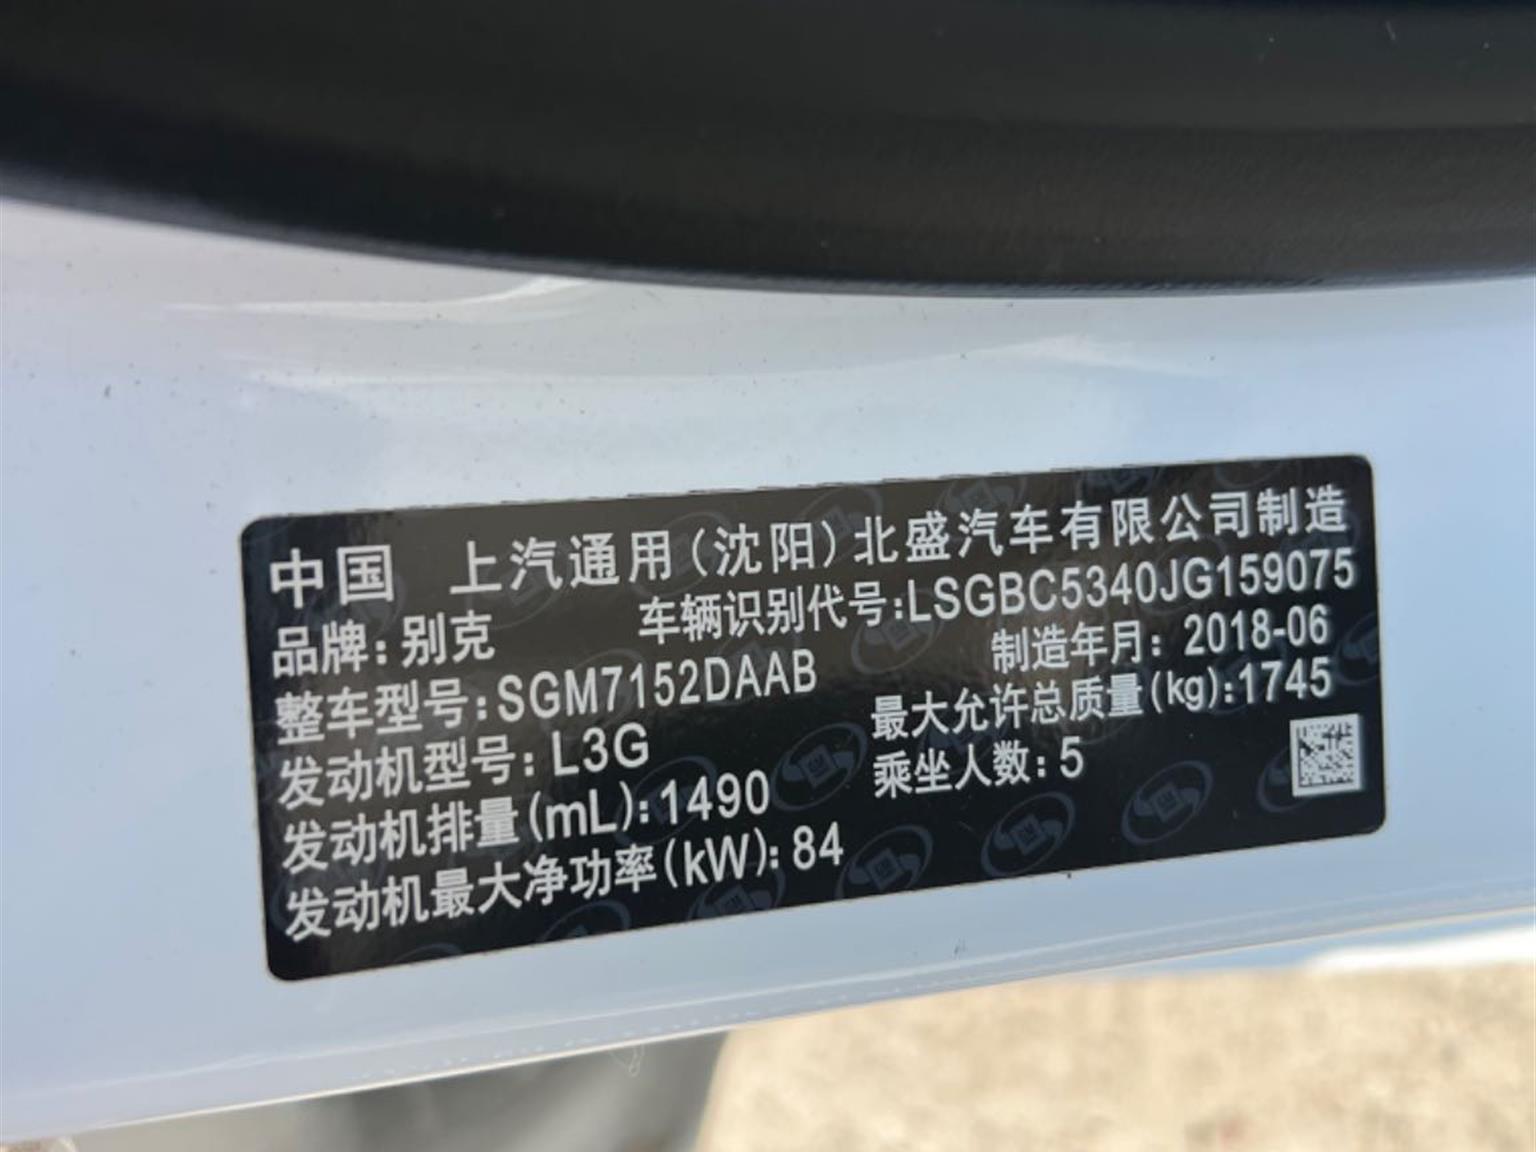 中国 上汽通用(沈阳)北盛汽车有限公司制造
品牌:别克 车辆识别代号:LSGBC5340JG159075
整车型号:SGM7152DAAB 制造年月:2018-06
发动机型号:L3G 最大允许总质量(kg):1745
发动机排量(mL):1490 乘坐人数:5
发动机最大净功率(kW):84